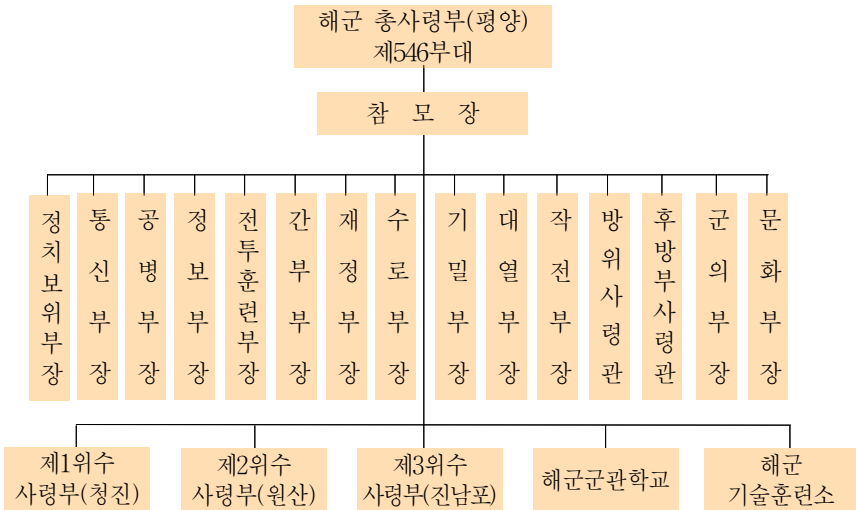 해군 총사령부(평양)
제546부대
참 모 장
정치보위부장
통신부장
공병부장
정보부장
전투훈련부장
간부부장
재정부장
수로부장
기밀부장
대열부장
작전부장
방위사령관
후방부사령관
군의부장
문화부장
제1위수
사령부(청진)
제2위수
사령부(원산)
제3위수
사령부(진남포)
해군군관학교
해군
기술훈련소